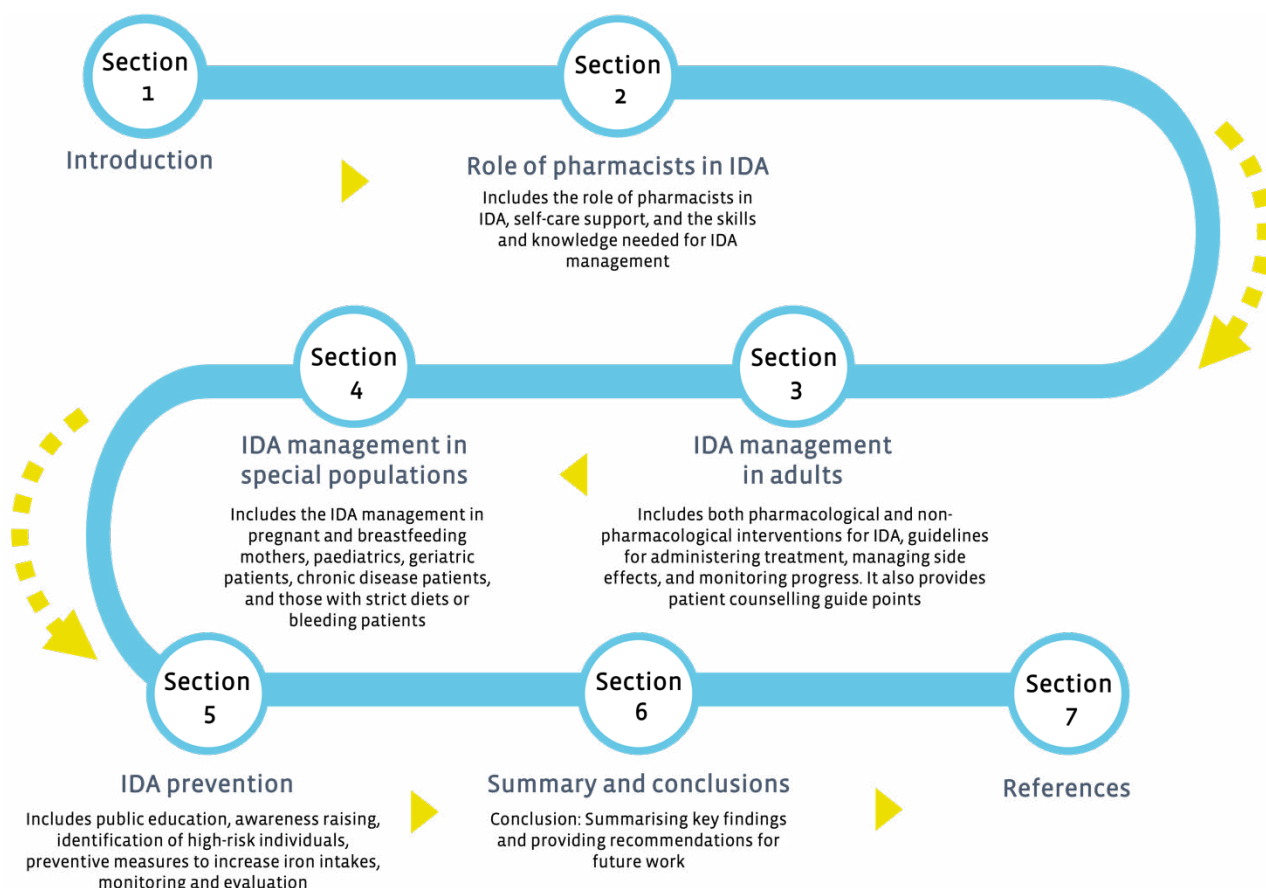 Section
1
Introduction
Section
2
Role of pharmacists in IDA
Includes the role of pharmacists in
IDA, self-care support, and the skills
and knowledge needed for IDA
management
Section
3
IDA management
in adults
Includes both pharmacological and non-
pharmacological interventions for IDA, guidelines
for administering treatment, managing side
effects, and monitoring progress. It also provides
patient counselling guide points
Section
4
IDA management in
special populations
Includes the IDA management in
pregnant and breastfeeding
mothers, paediatrics, geriatric
patients, chronic disease patients,
and those with strict diets or
bleeding patients
Section
5
IDA prevention
Includes public education, awareness raising,
identification of high-risk individuals,
preventive measures to increase iron intakes,
monitoring and evaluation
Section
6
Summary and conclusions
Conclusion: Summarising key findings
and providing recommendations for
future work
Section
7
References